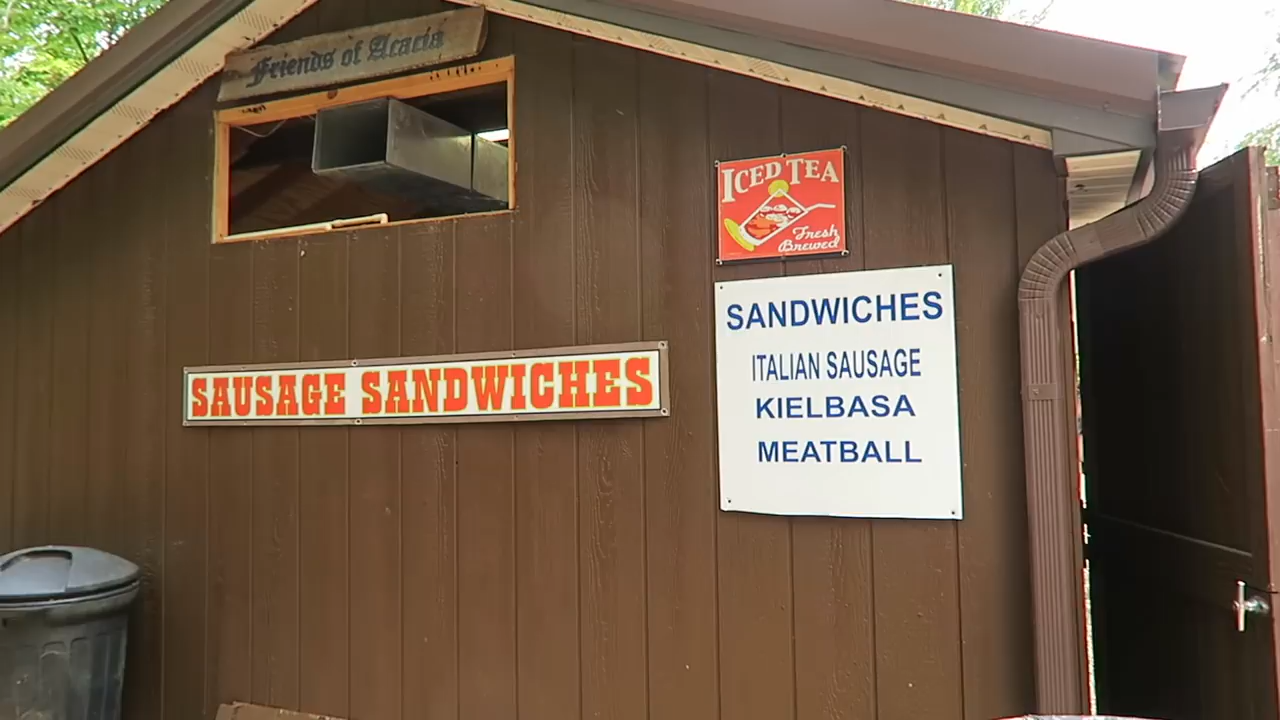 Friends of Acacia
ICED TEA
Fresh
Brewed
SANDWICHES
ITALIAN SAUSAGE
KIELBASA
MEATBALL
SAUSAGE SANDWICHES